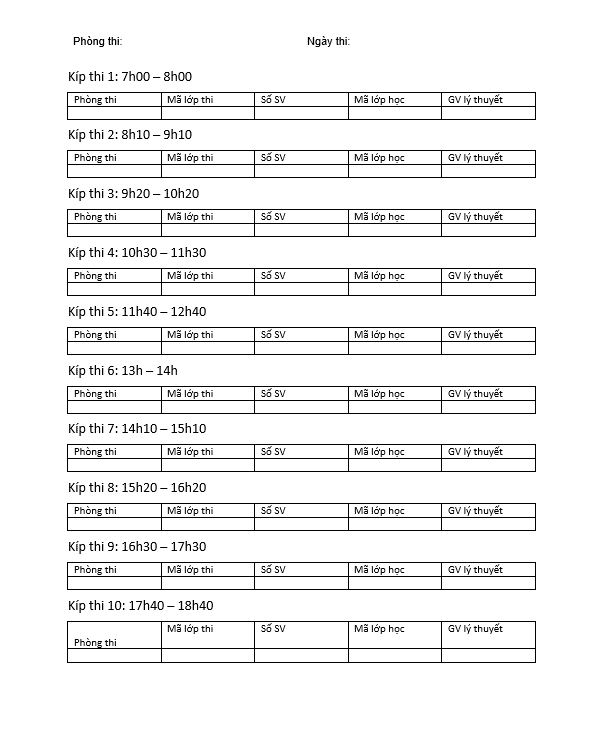 Phòng thi: Ngày thi:
Kíp thi 1: 7h00 – 8h00
Phòng thi Mã lớp thi Số SV Mã lớp học GV lý thuyết
Kíp thi 2: 8h10 – 9h10
Phòng thi Mã lớp thi Số SV Mã lớp học GV lý thuyết
Kíp thi 3: 9h20 – 10h20
Phòng thi Mã lớp thi Số SV Mã lớp học GV lý thuyết
Kíp thi 4: 10h30 – 11h30
Phòng thi Mã lớp thi Số SV Mã lớp học GV lý thuyết
Kíp thi 5: 11h40 – 12h40
Phòng thi Mã lớp thi Số SV Mã lớp học GV lý thuyết
Kíp thi 6: 13h – 14h
Phòng thi Mã lớp thi Số SV Mã lớp học GV lý thuyết
Kíp thi 7: 14h10 – 15h10
Phòng thi Mã lớp thi Số SV Mã lớp học GV lý thuyết
Kíp thi 8: 15h20 – 16h20
Phòng thi Mã lớp thi Số SV Mã lớp học GV lý thuyết
Kíp thi 9: 16h30 – 17h30
Phòng thi Mã lớp thi Số SV Mã lớp học GV lý thuyết
Kíp thi 10: 17h40 – 18h40
Phòng thi Mã lớp thi Số SV Mã lớp học GV lý thuyết